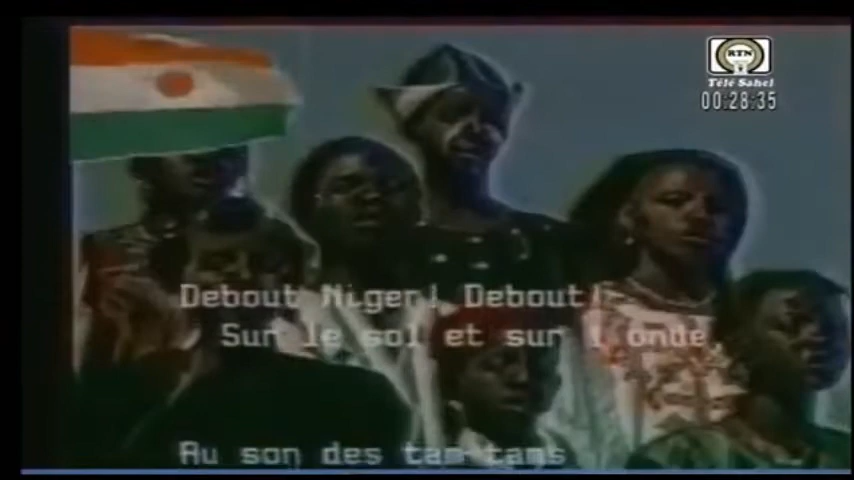 RTN
Télé Sahel
00:28:35
Debout Niger! Debout!
Sur le sol et sur l onde
Au son des tam-tams